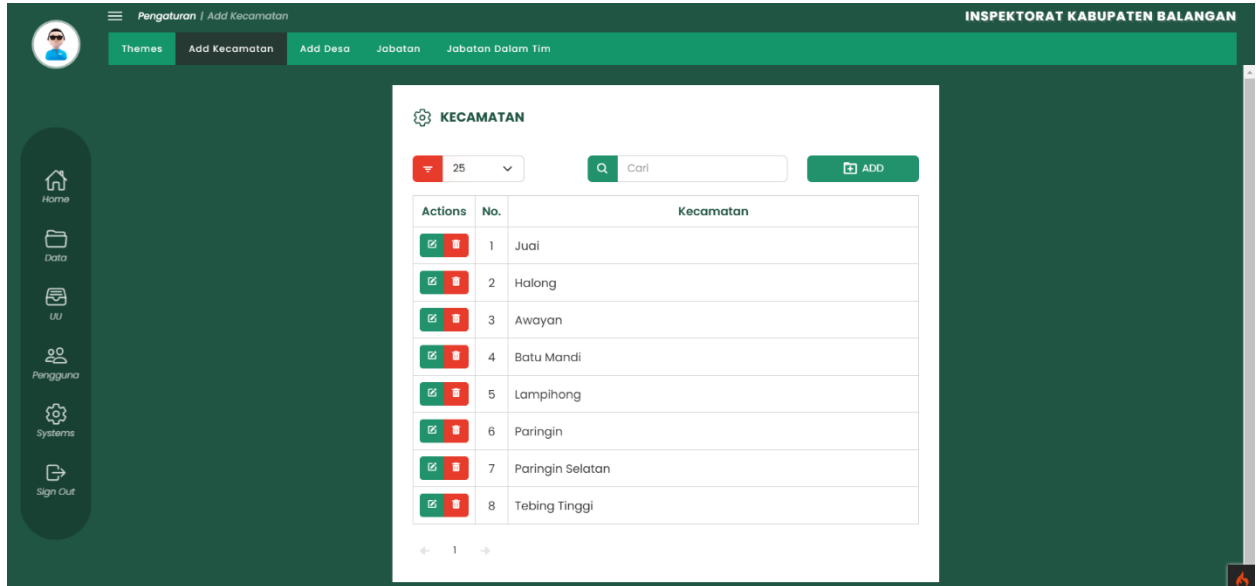 Pengaturan / Add Kecamatan
INSPEKTORAT KABUPATEN BALANGAN
Themes Add Kecamatan Add Desa Jabatan Jabatan Dalam Tim
Home
Data
UU
Pengguna
Systems
Sign Out
KECAMATAN
25 Cari ADD
Actions No. Kecamatan
1 Juai
2 Halong
3 Awayan
4 Batu Mandi
5 Lampihong
6 Paringin
7 Paringin Selatan
8 Tebing Tinggi
1